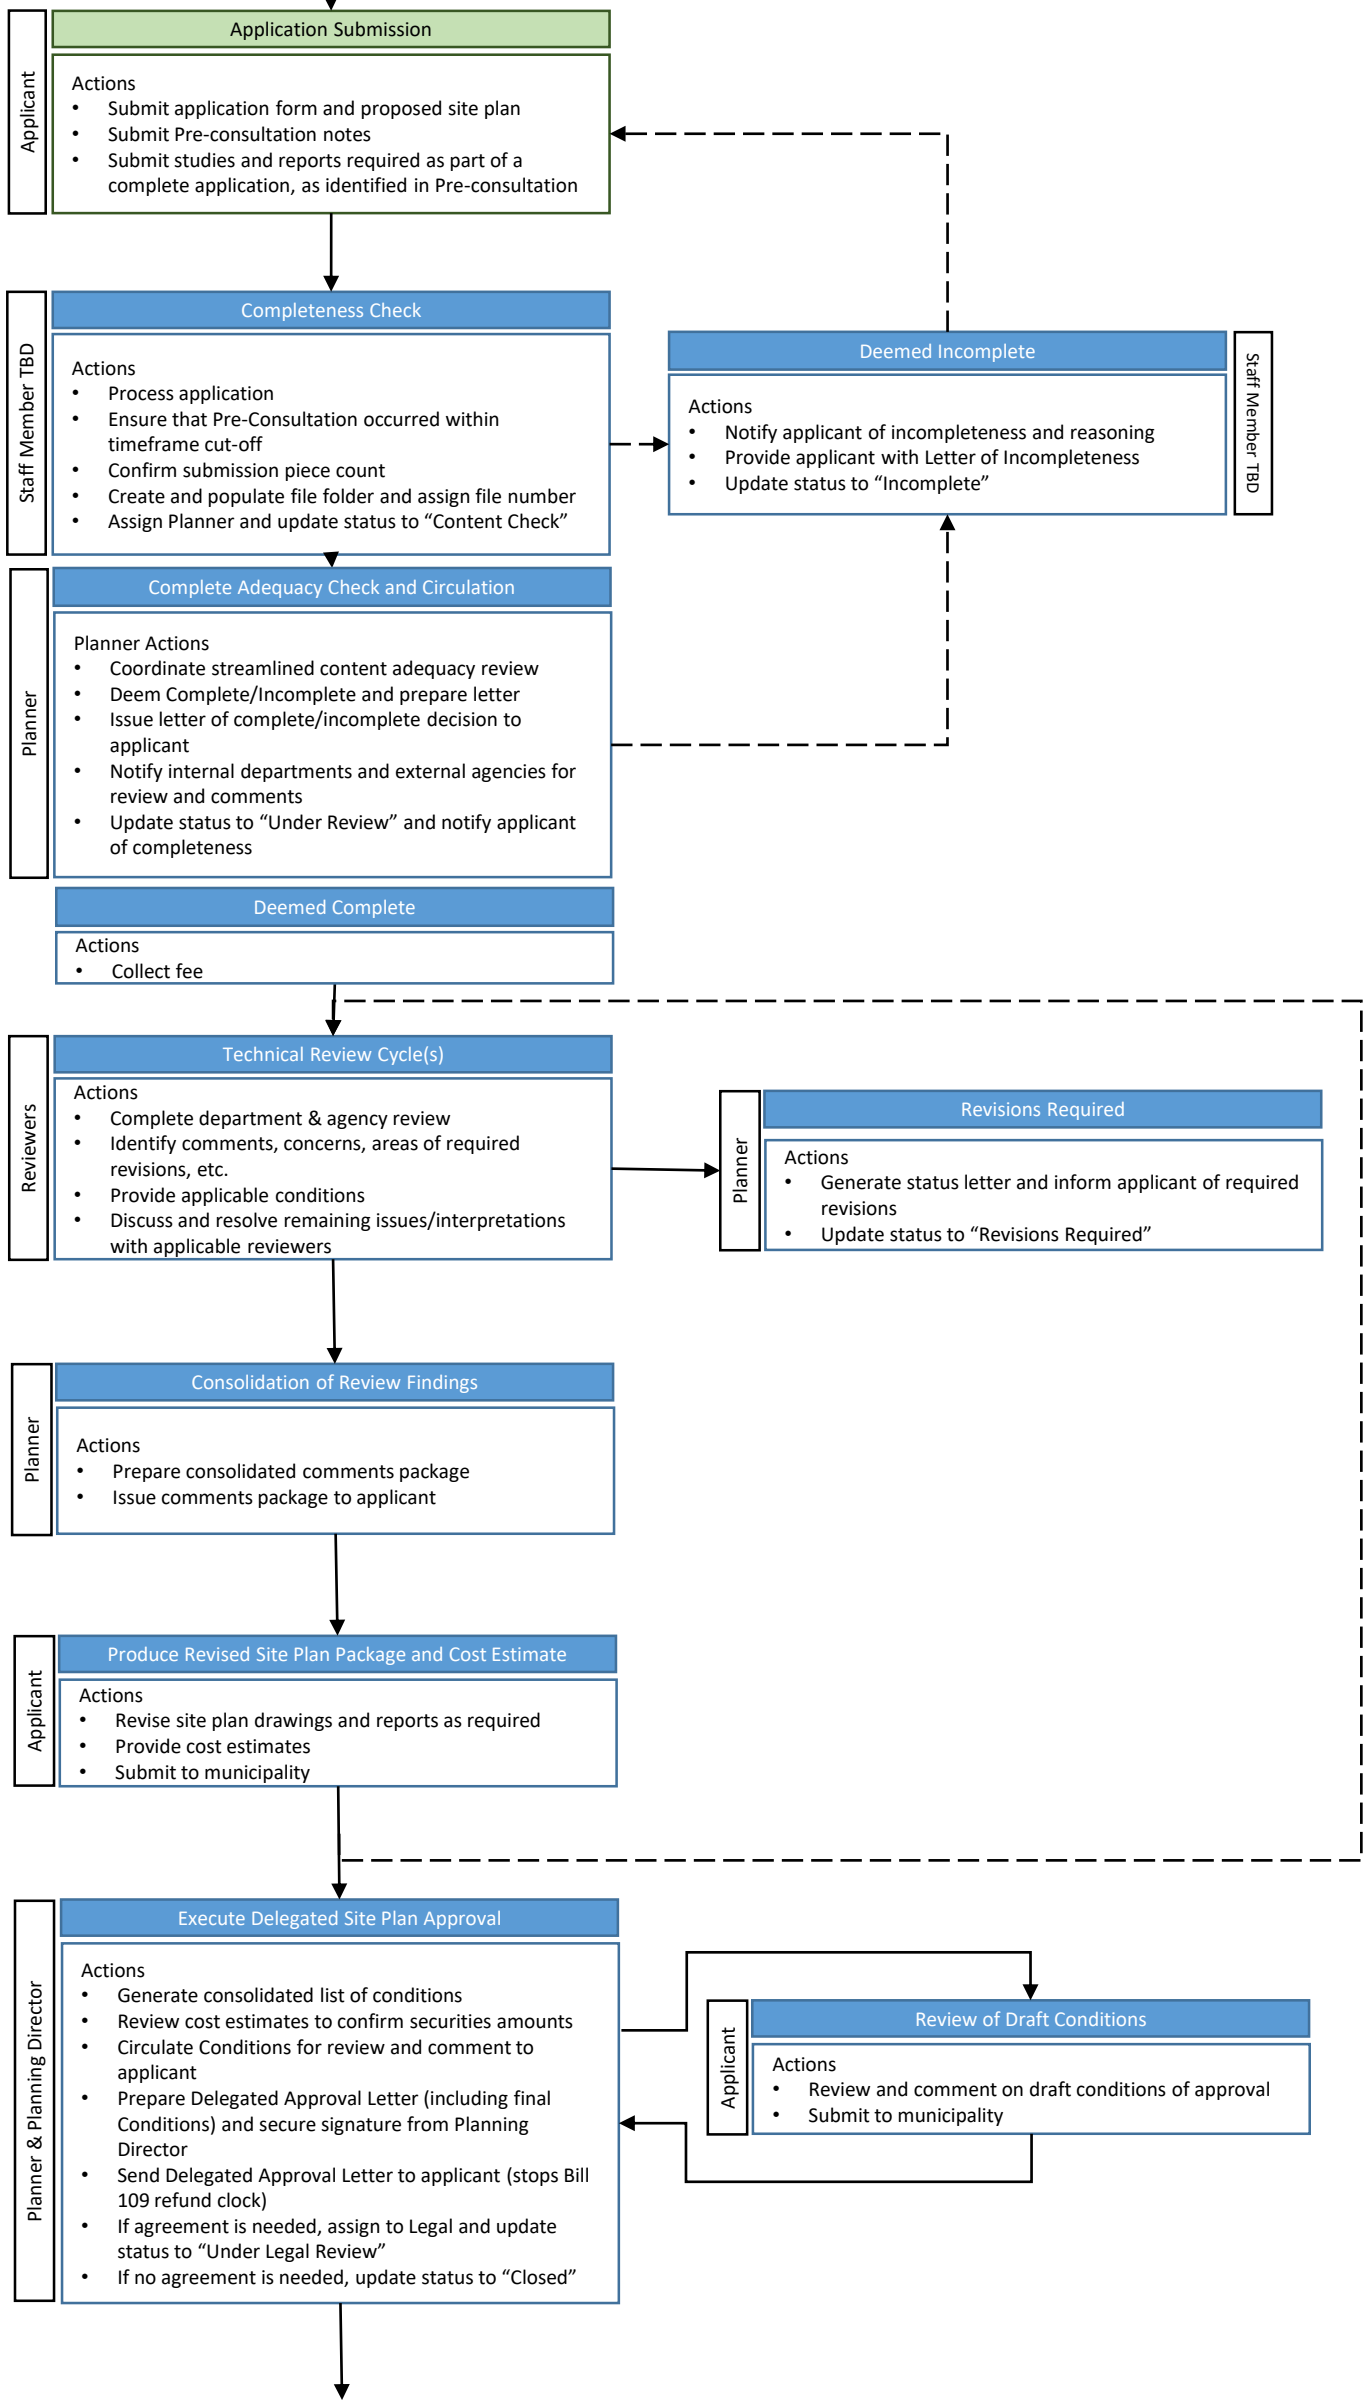 Application Submission
Applicant
Actions
• Submit application form and proposed site plan
• Submit Pre-consultation notes
• Submit studies and reports required as part of a
complete application, as identified in Pre-consultation
Completeness Check
Staff Member TBD
Actions
• Process application
• Ensure that Pre-Consultation occurred within
timeframe cut-off
• Confirm submission piece count
• Create and populate file folder and assign file number
• Assign Planner and update status to “Content Check”
Deemed Incomplete
Staff Member TBD
Actions
• Notify applicant of incompleteness and reasoning
• Provide applicant with Letter of Incompleteness
• Update status to “Incomplete”
Complete Adequacy Check and Circulation
Planner
Planner Actions
• Coordinate streamlined content adequacy review
• Deem Complete/Incomplete and prepare letter
• Issue letter of complete/incomplete decision to
applicant
• Notify internal departments and external agencies for
review and comments
• Update status to “Under Review” and notify applicant
of completeness
Deemed Complete
Actions
• Collect fee
Technical Review Cycle(s)
Reviewers
Actions
• Complete department & agency review
• Identify comments, concerns, areas of required
revisions, etc.
• Provide applicable conditions
• Discuss and resolve remaining issues/interpretations
with applicable reviewers
Revisions Required
Planner
Actions
• Generate status letter and inform applicant of required
revisions
• Update status to “Revisions Required”
Consolidation of Review Findings
Planner
Actions
• Prepare consolidated comments package
• Issue comments package to applicant
Produce Revised Site Plan Package and Cost Estimate
Applicant
Actions
• Revise site plan drawings and reports as required
• Provide cost estimates
• Submit to municipality
Execute Delegated Site Plan Approval
Planner & Planning Director
Actions
• Generate consolidated list of conditions
• Review cost estimates to confirm securities amounts
• Circulate Conditions for review and comment to
applicant
• Prepare Delegated Approval Letter (including final
Conditions) and secure signature from Planning
Director
• Send Delegated Approval Letter to applicant (stops Bill
109 refund clock)
• If agreement is needed, assign to Legal and update
status to “Under Legal Review”
• If no agreement is needed, update status to “Closed”
Review of Draft Conditions
Applicant
Actions
• Review and comment on draft conditions of approval
• Submit to municipality